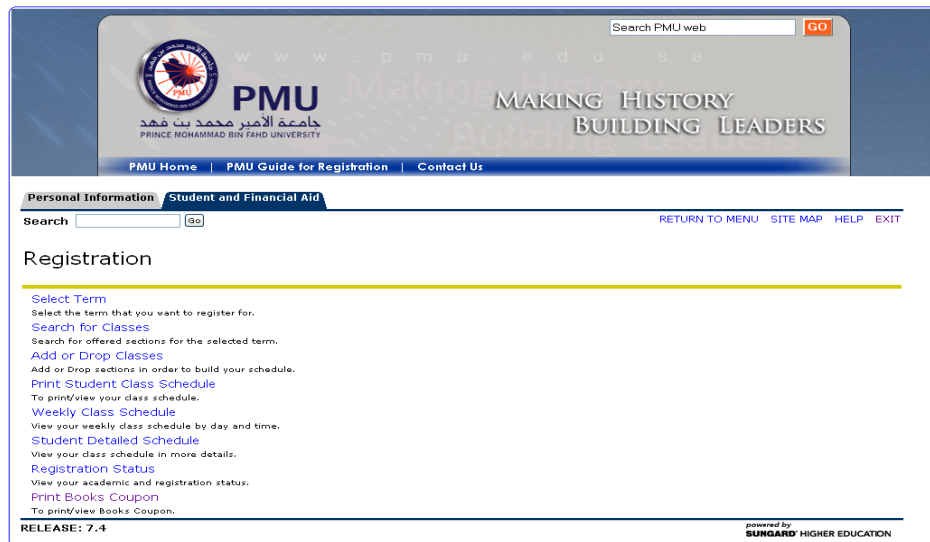 Search PMU web GO
www pmu edu sa
PMU
جامعة الأمير محمد بن فهد
PRINCE MOHAMMAD BIN FAHD UNIVERSITY
MAKING HISTORY
BUILDING LEADERS
PMU Home | PMU Guide for Registration | Contact Us
Personal Information Student and Financial Aid
Search Go RETURN TO MENU SITE MAP HELP EXIT
Registration
Select Term
Select the term that you want to register for.
Search for Classes
Search for offered sections for the selected term.
Add or Drop Classes
Add or Drop sections in order to build your schedule.
Print Student Class Schedule
To print/view your class schedule.
Weekly Class Schedule
View your weekly class schedule by day and time.
Student Detailed Schedule
View your class schedule in more details.
Registration Status
View your academic and registration status.
Print Books Coupon
To print/view Books Coupon.
RELEASE: 7.4
powered by
SUNGARD HIGHER EDUCATION